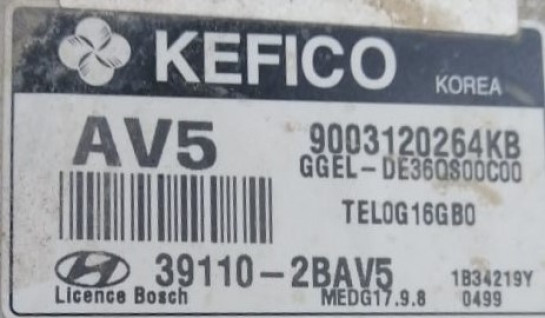 KEFICO KOREA
AV5 9003120264KB
GGEL-DE36QS00C00
TEL0G16GB0
39110-2BAV5 1B34219Y
Licence Bosch MEDG17.9.8 0499